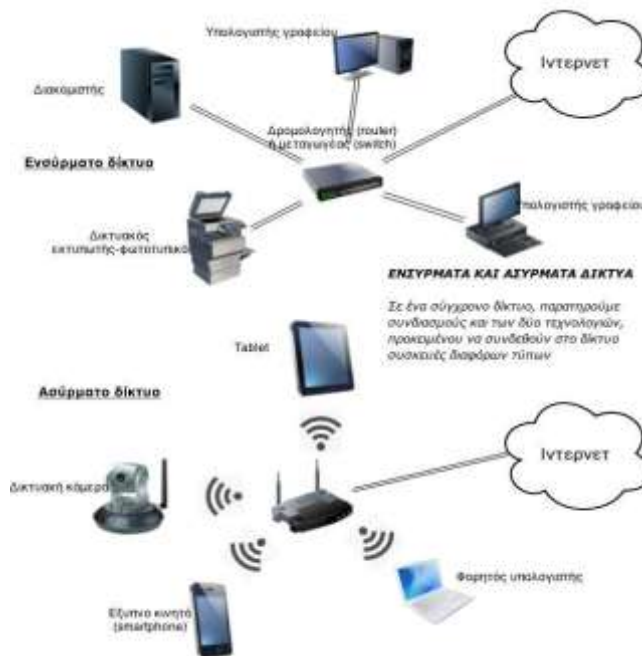 Υπολογιστής γραφείου
Ιντερνετ
Διακομιστής
Δρομολογητής (router)
ή μεταγωγέας (switch)
Ενσύρματο δίκτυο
Υπολογιστής γραφείου
Δικτυακός
εκτυπωτής-φωτοτυπικό
ΕΝΣΥΡΜΑΤΑ ΚΑΙ ΑΣΥΡΜΑΤΑ ΔΙΚΤΥΑ
Σε ένα σύγχρονο δίκτυο, παρατηρούμε
συνδιασμούς και των δύο τεχνολογιών,
προκειμένου να συνδεθούν στο δίκτυο
συσκευές διαφόρων τύπων
Tablet
Ασύρματο δίκτυο
Ιντερνετ
Δικτυακή κάμερα
Φορητός υπολογιστής
Εξυπνο κινητό
(smartphone)